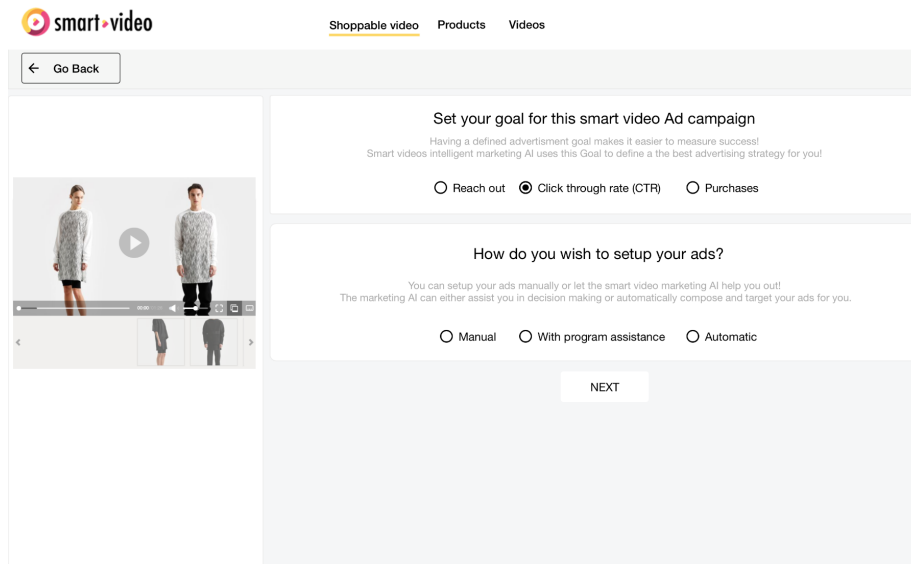 smart video
Shoppable video Products Videos
Go Back
Set your goal for this smart video Ad campaign
Having a defined advertisment goal makes it easier to measure success!
Smart videos intelligent marketing AI uses this Goal to define a the best advertising strategy for you!
Reach out Click through rate (CTR) Purchases
How do you wish to setup your ads?
You can setup your ads manually or let the smart video marketing AI help you out!
The marketing AI can either assist you in decision making or automatically compose and target your ads for you.
Manual With program assistance Automatic
00:00
NEXT